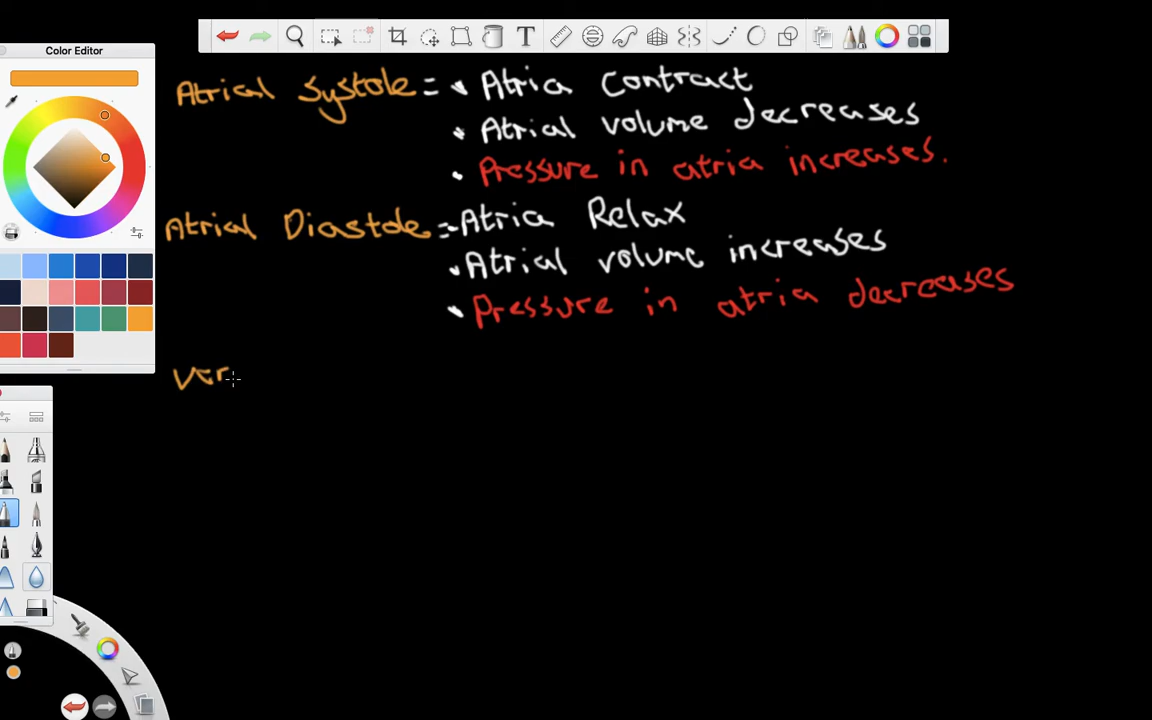 Color Editor
T
Atrial Systole = • Atria Contract
• Atrial volume decreases
• Pressure in atria increases.
Atrial Diastole = • Atria Relax
• Atrial volume increases
• Pressure in atria decreases
Ver